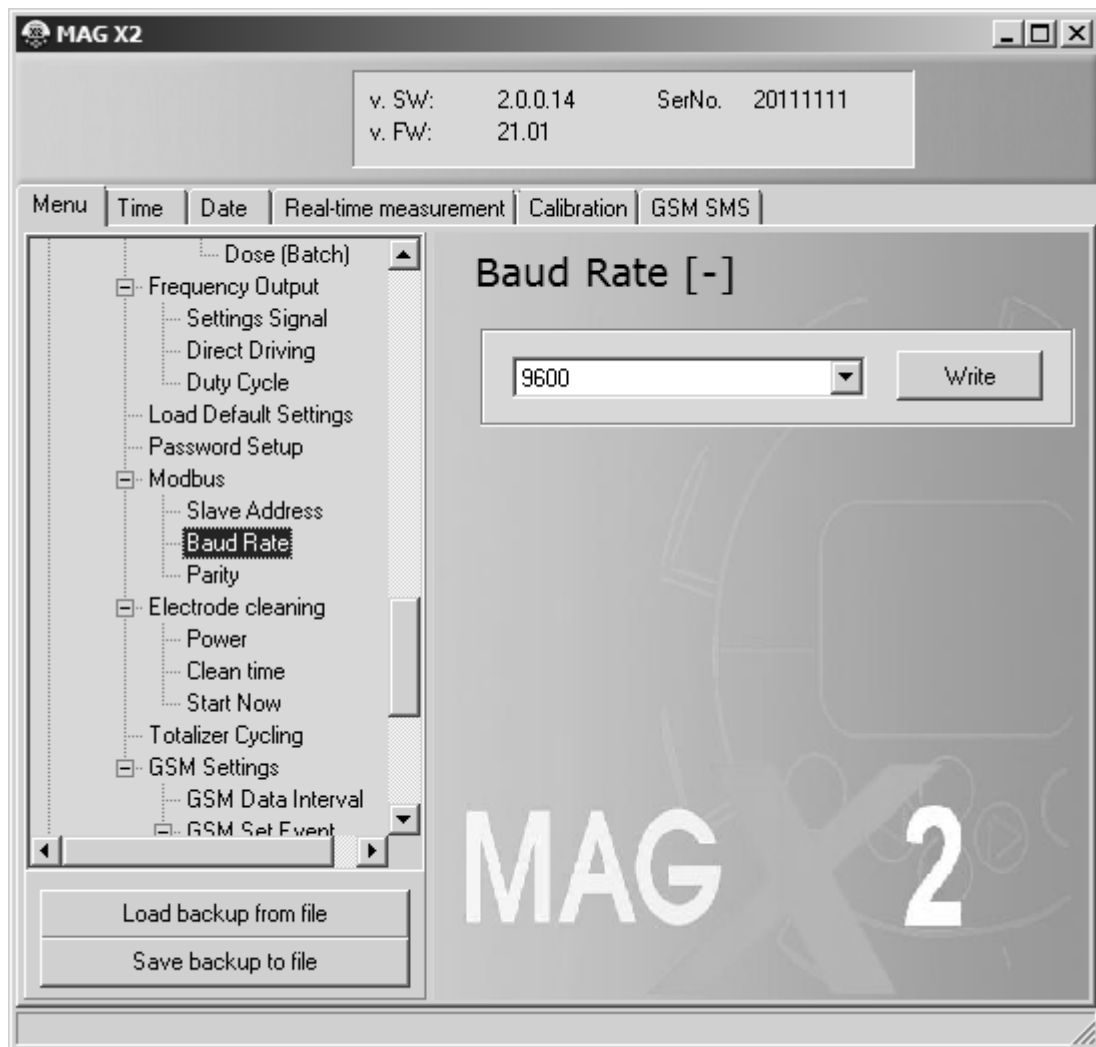 MAG X2
v. SW: 2.0.0.14 SerNo. 20111111
v. FW: 21.01
Menu Time Date Real-time measurement Calibration GSM SMS
Dose (Batch)
Frequency Output
Settings Signal
Direct Driving
Duty Cycle
Load Default Settings
Password Setup
Modbus
Slave Address
Baud Rate
Parity
Electrode cleaning
Power
Clean time
Start Now
Totalizer Cycling
GSM Settings
GSM Data Interval
GSM Set Event
Load backup from file
Save backup to file
Baud Rate [-]
9600 Write
MAG X 2